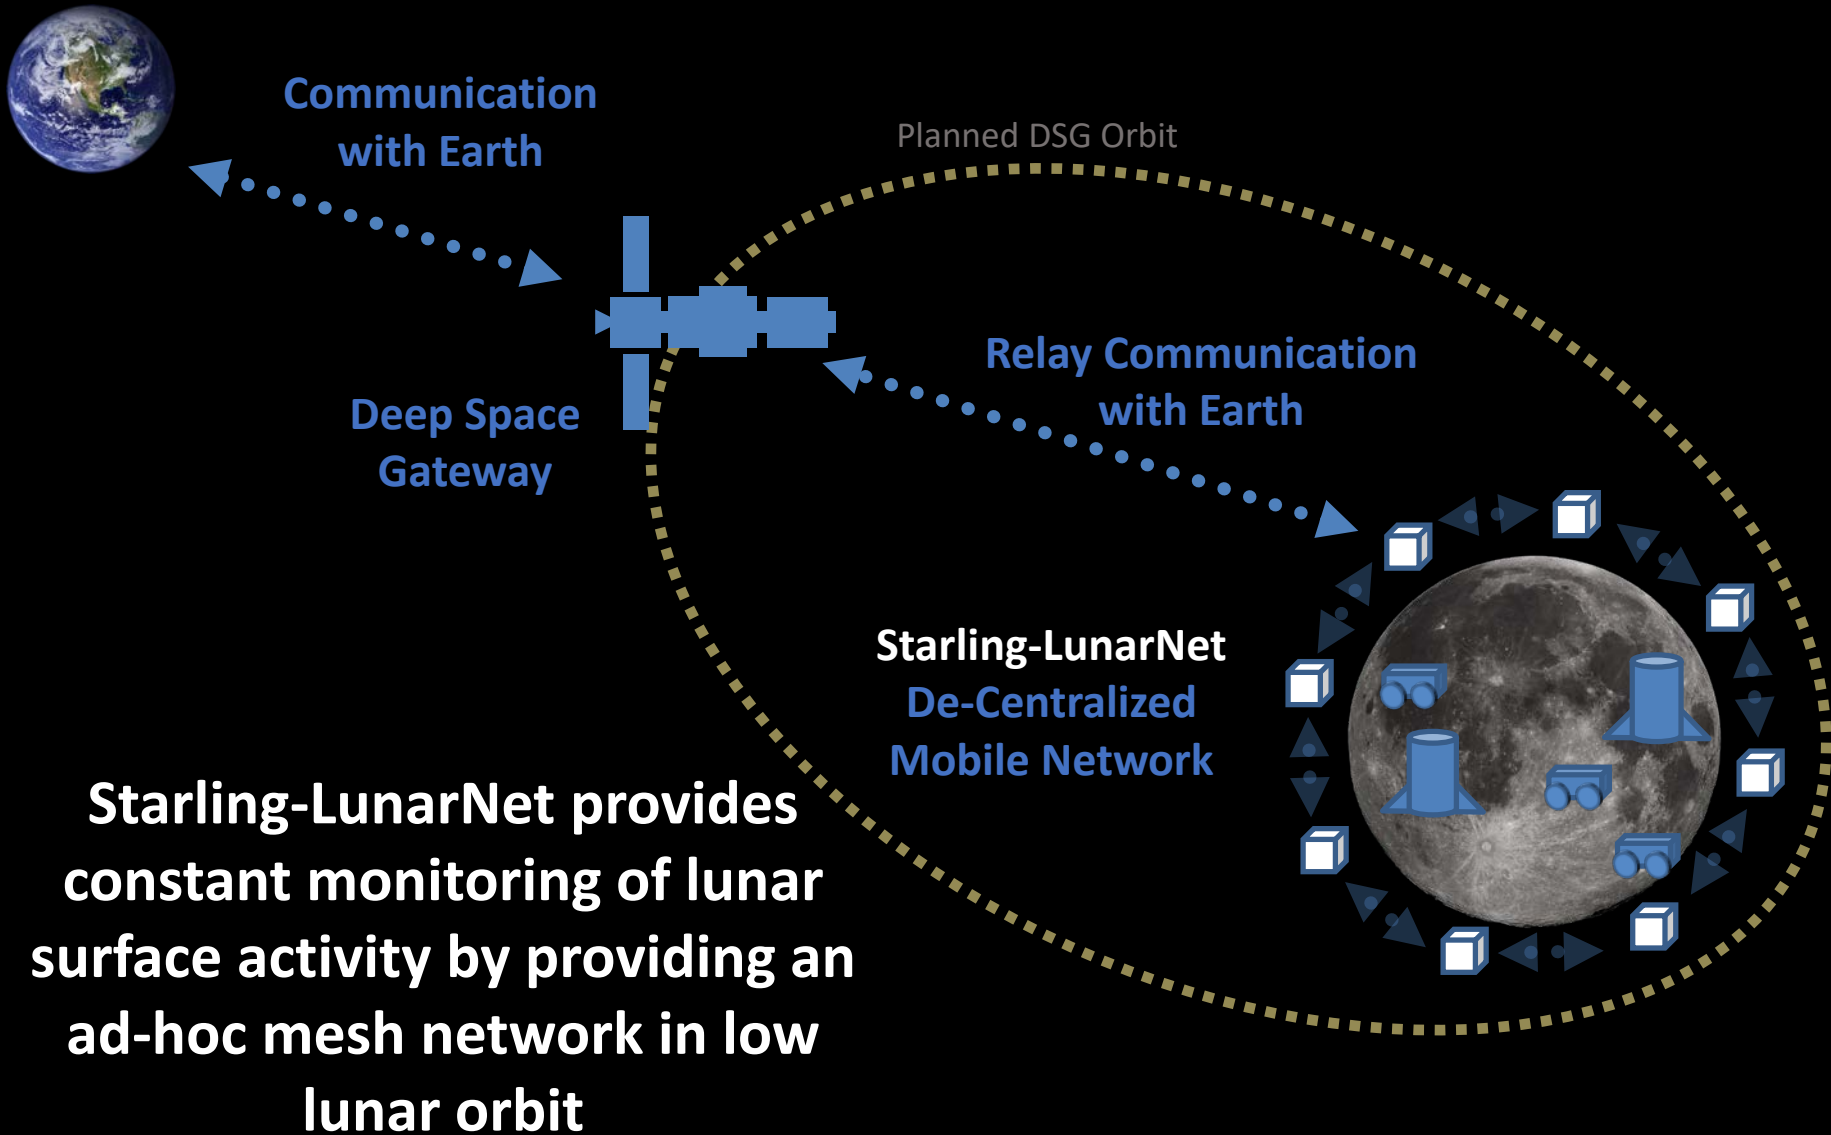 Communication
with Earth
Planned DSG Orbit
Relay Communication
with Earth
Deep Space
Gateway
Starling-LunarNet
De-Centralized
Mobile Network
Starling-LunarNet provides
constant monitoring of lunar
surface activity by providing an
ad-hoc mesh network in low
lunar orbit